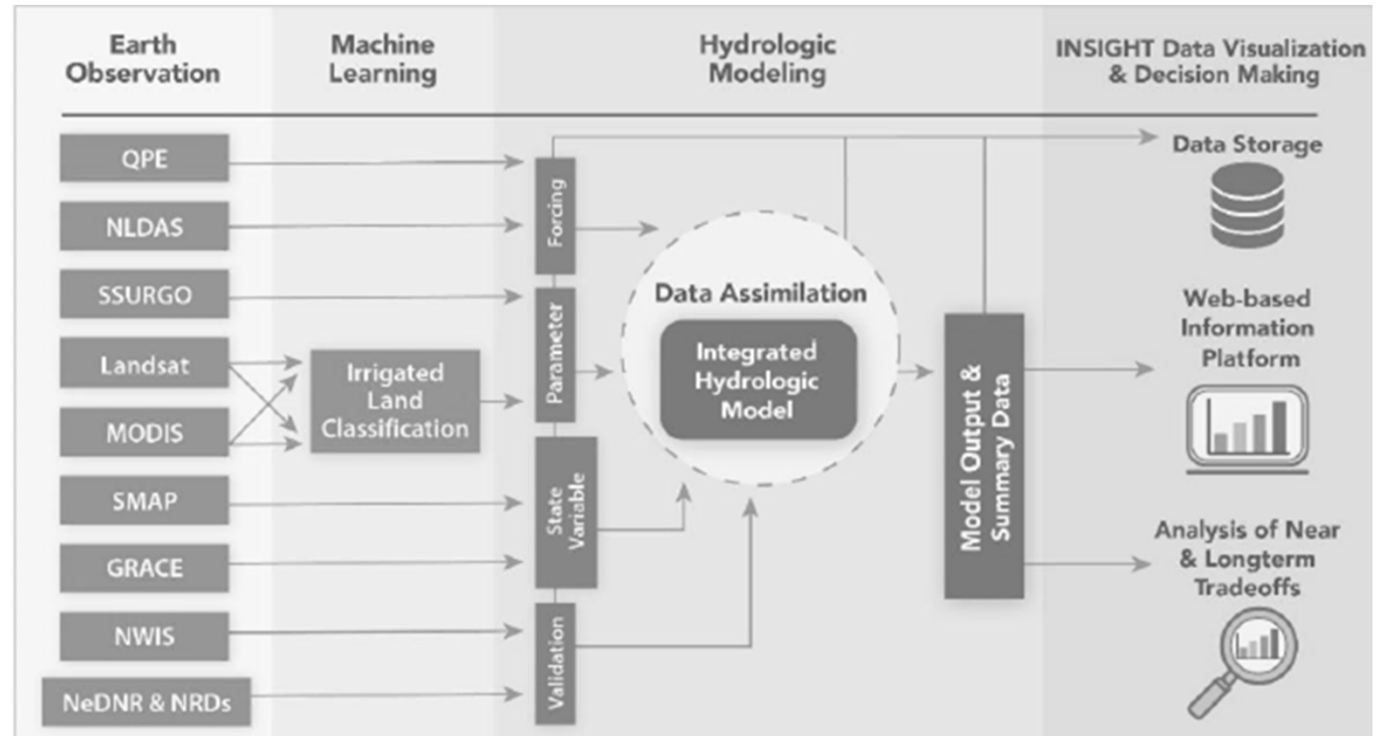 Earth
Observation
Machine
Learning
Hydrologic
Modeling
INSIGHT Data Visualization
& Decision Making
QPE
NLDAS
SSURGO
Landsat
MODIS
SMAP
GRACE
NWIS
NeDNR & NRDs
Irrigated
Land
Classification
Forcing
Parameter
State
Variable
Validation
Data Assimilation
Integrated
Hydrologic
Model
Model Output &
Summary Data
Data Storage
Web-based
Information
Platform
Analysis of Near
& Longterm
Tradeoffs